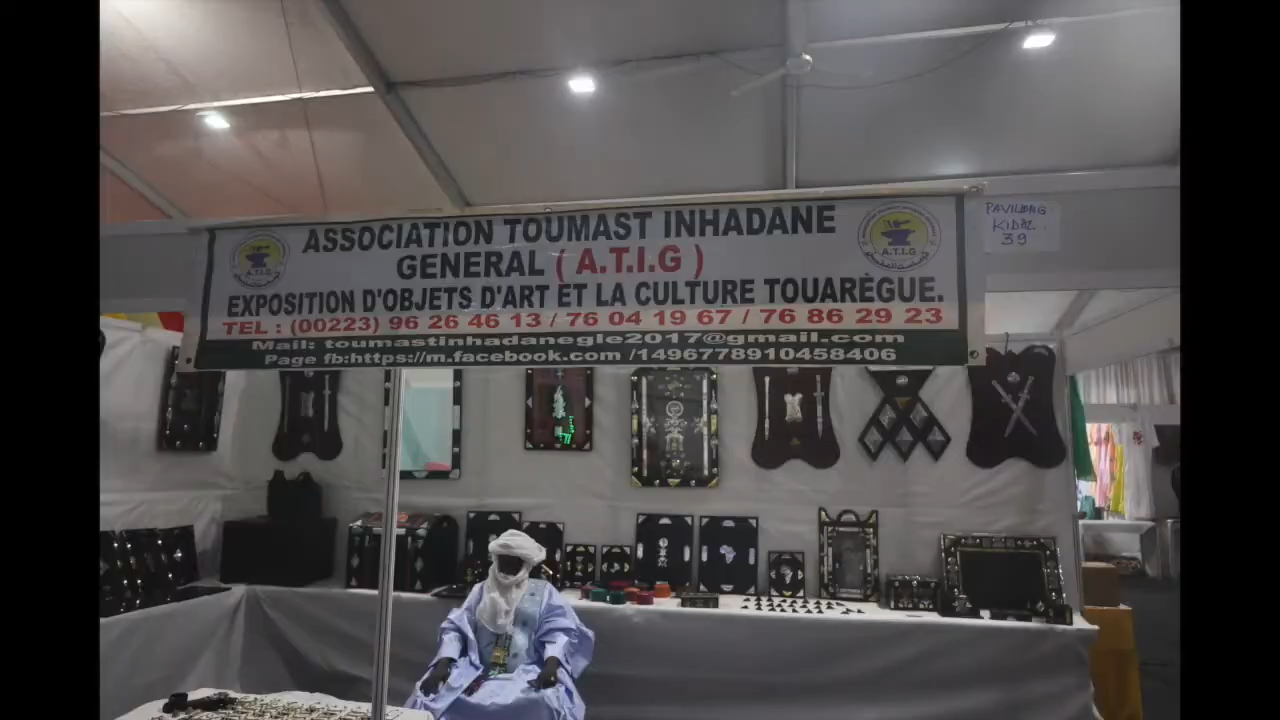 ASSOCIATION TOUMAST INHADANE
GENERAL ( A.T.I.G )
EXPOSITION D'OBJETS D'ART ET LA CULTURE TOUARÈGUE.
TEL : (00223) 96 26 46 13 / 76 04 19 67 / 76 86 29 23
Mail: toumastinhadanegle2017@gmail.com
Page fb:https://m.facebook.com /1496778910458406
A.T.I.G
A.T.I.G
PAVILLONG
KIDAL
39